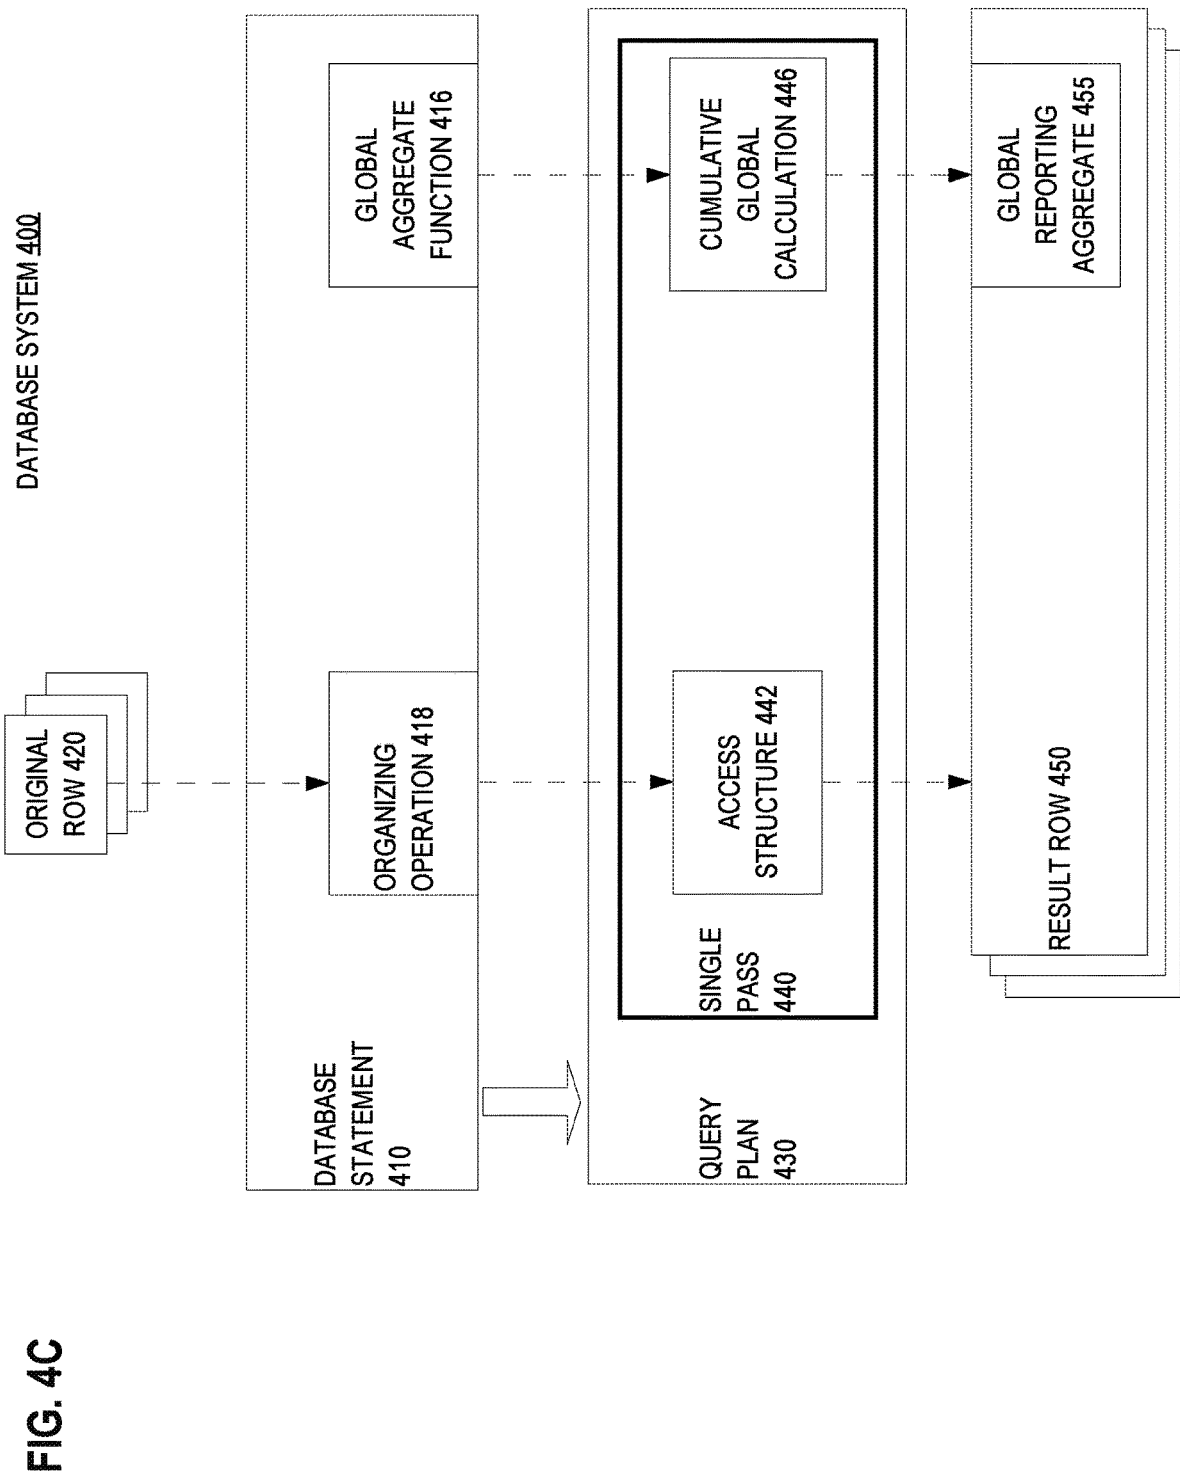 FIG. 4C
DATABASE SYSTEM 400
ORIGINAL
ROW 420
DATABASE
STATEMENT
410
ORGANIZING
OPERATION 418
GLOBAL
AGGREGATE
FUNCTION 416
QUERY
PLAN
430
SINGLE
PASS
440
ACCESS
STRUCTURE 442
CUMULATIVE
GLOBAL
CALCULATION 446
RESULT ROW 450
GLOBAL
REPORTING
AGGREGATE 455